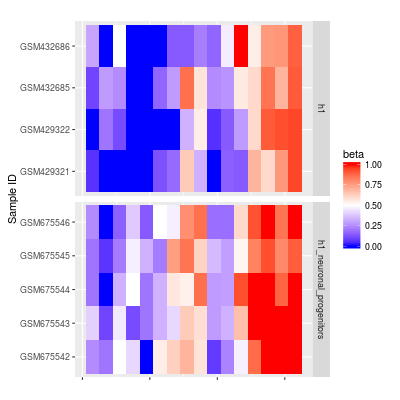 GSM432686
GSM432685
GSM429322
GSM429321
h1
GSM675546
GSM675545
GSM675544
GSM675543
GSM675542
h1_neuronal_progenitors
Sample ID
beta
1.00
0.75
0.50
0.25
0.00